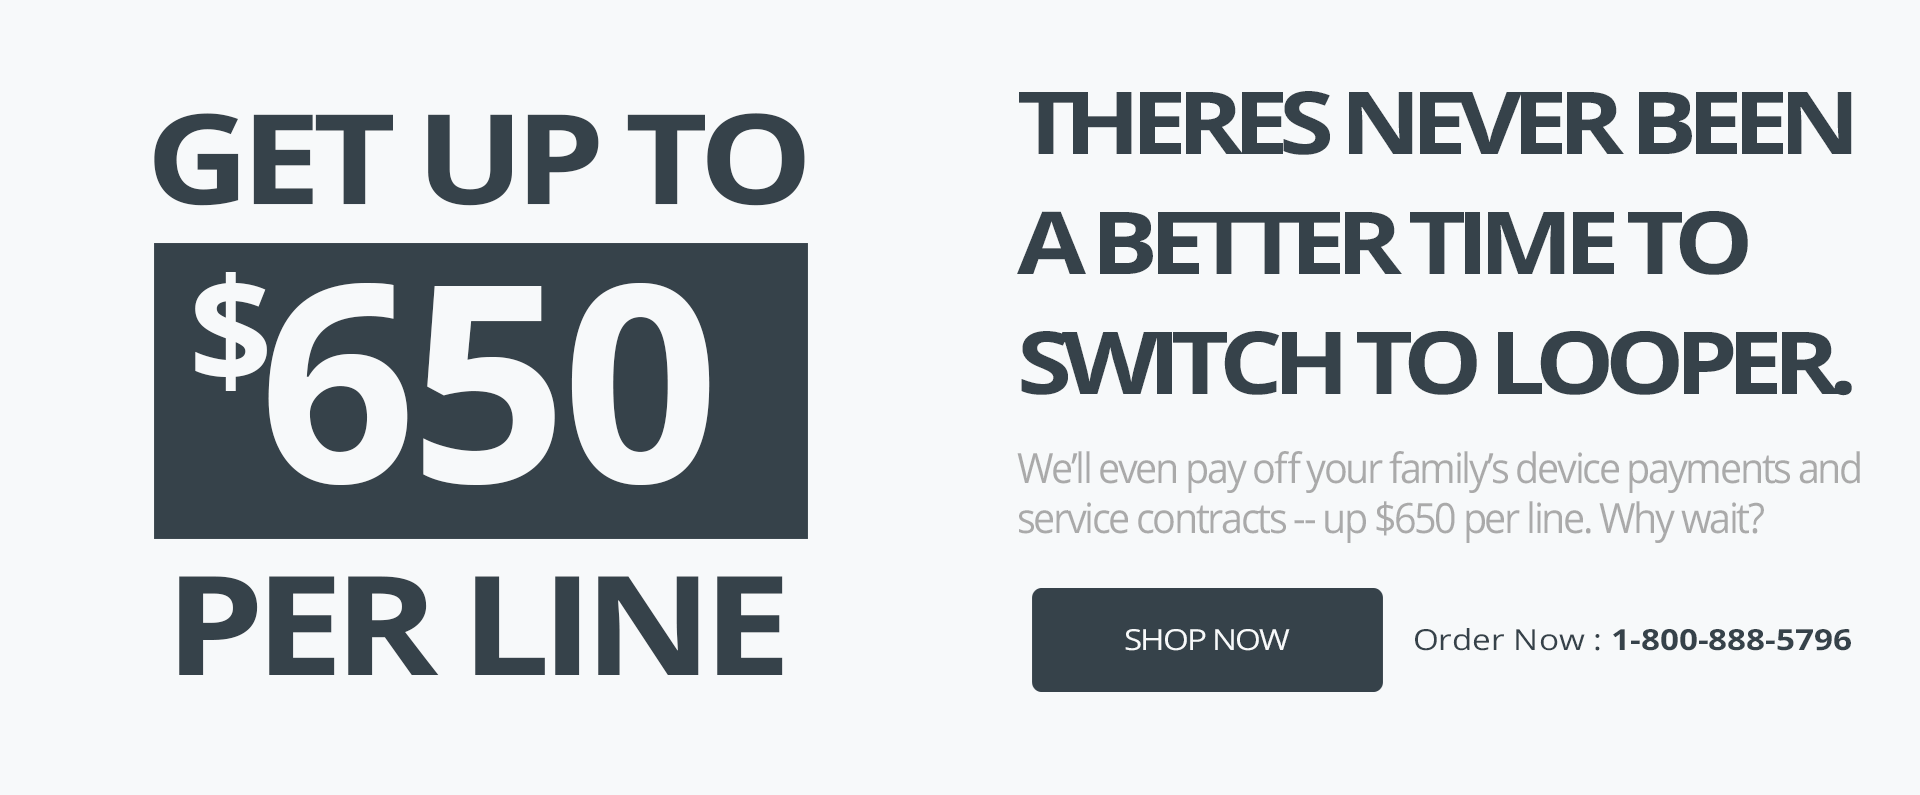 GET UP TO
$650
PER LINE
THERES NEVER BEEN
A BETTER TIME TO
SWITCH TO LOOPER.
We’ll even pay off your family’s device payments and
service contracts -- up $650 per line. Why wait?
SHOP NOW
Order Now : 1-800-888-5796